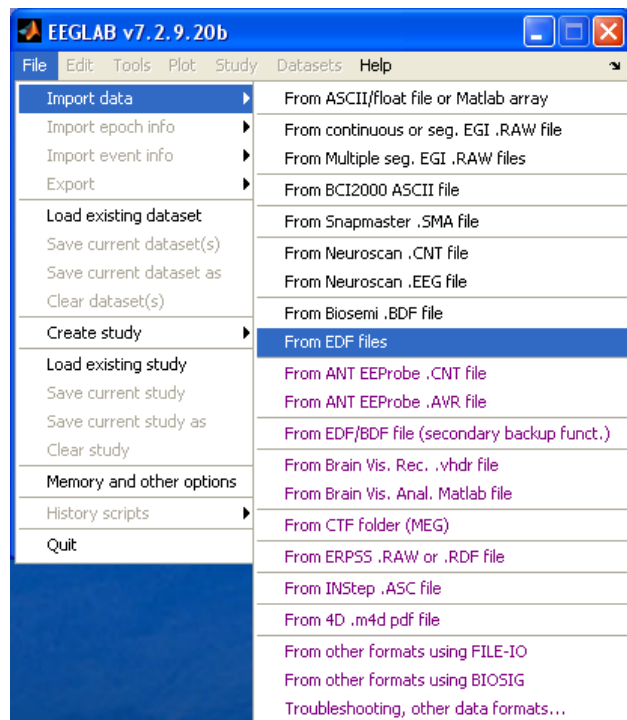 EEGLAB v7.2.9.20b
File Edit Tools Plot Study Datasets Help
Import data
Import epoch info
Import event info
Export
Load existing dataset
Save current dataset(s)
Save current dataset as
Clear dataset(s)
Create study
Load existing study
Save current study
Save current study as
Clear study
Memory and other options
History scripts
Quit
From ASCII/float file or Matlab array
From continuous or seg. EGI .RAW file
From Multiple seg. EGI .RAW files
From BCI2000 ASCII file
From Snapmaster .SMA file
From Neuroscan .CNT file
From Neuroscan .EEG file
From Biosemi .BDF file
From EDF files
From ANT EEProbe .CNT file
From ANT EEProbe .AVR file
From EDF/BDF file (secondary backup funct.)
From Brain Vis. Rec. .vhdr file
From Brain Vis. Anal. Matlab file
From CTF folder (MEG)
From ERPSS .RAW or .RDF file
From INStep .ASC file
From 4D .m4d pdf file
From other formats using FILE-IO
From other formats using BIOSIG
Troubleshooting, other data formats...